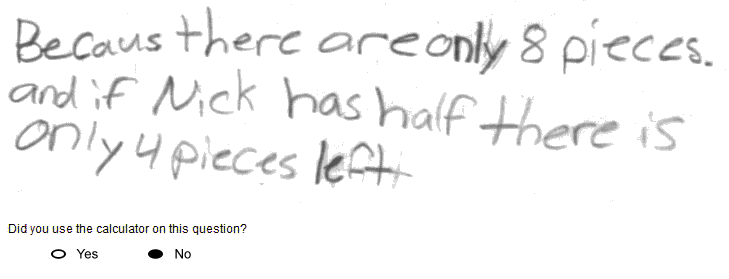 Becaus there are only 8 pieces.
and if Nick has half there is
only 4 pieces left
Did you use the calculator on this question?
Yes No